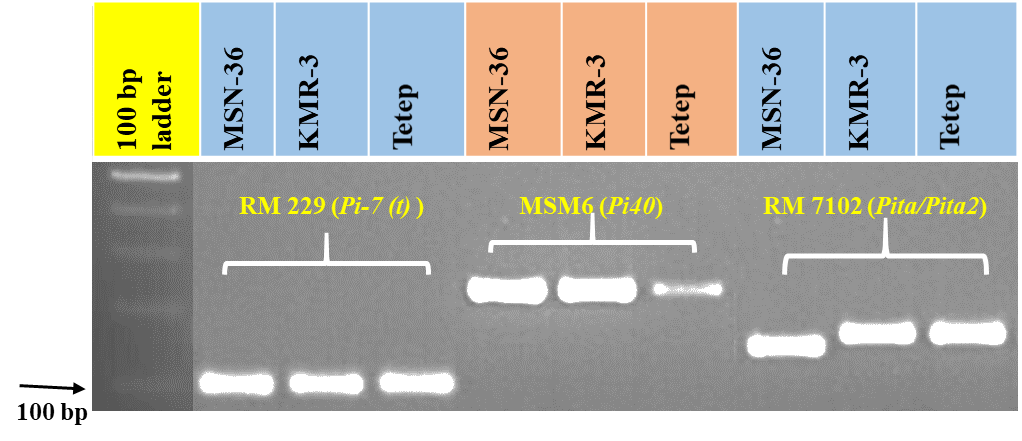 100 bp
ladder
MSN-36
KMR-3
Tetep
MSN-36
KMR-3
Tetep
MSN-36
KMR-3
Tetep
RM 229 (Pi-7 (t) )
MSM6 (Pi40)
RM 7102 (Pita/Pita2)
100 bp